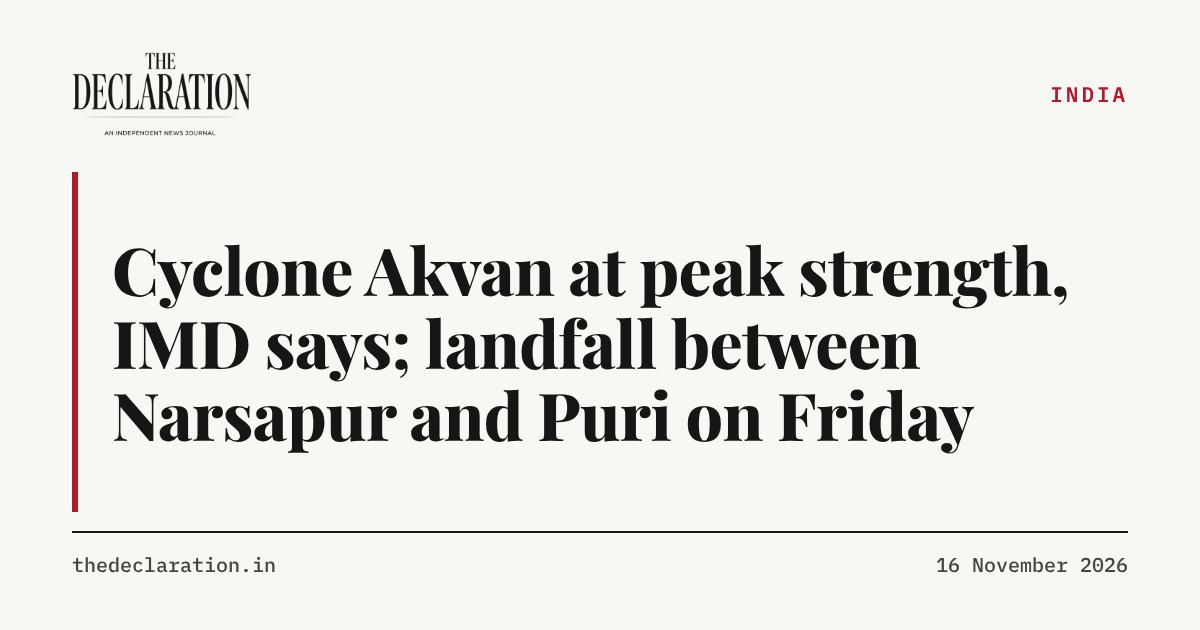 THE
DECLARATION
AN INDEPENDENT NEWS JOURNAL
INDIA
Cyclone Akvan at peak strength,
IMD says; landfall between
Narsapur and Puri on Friday
thedeclaration.in
16 November 2026